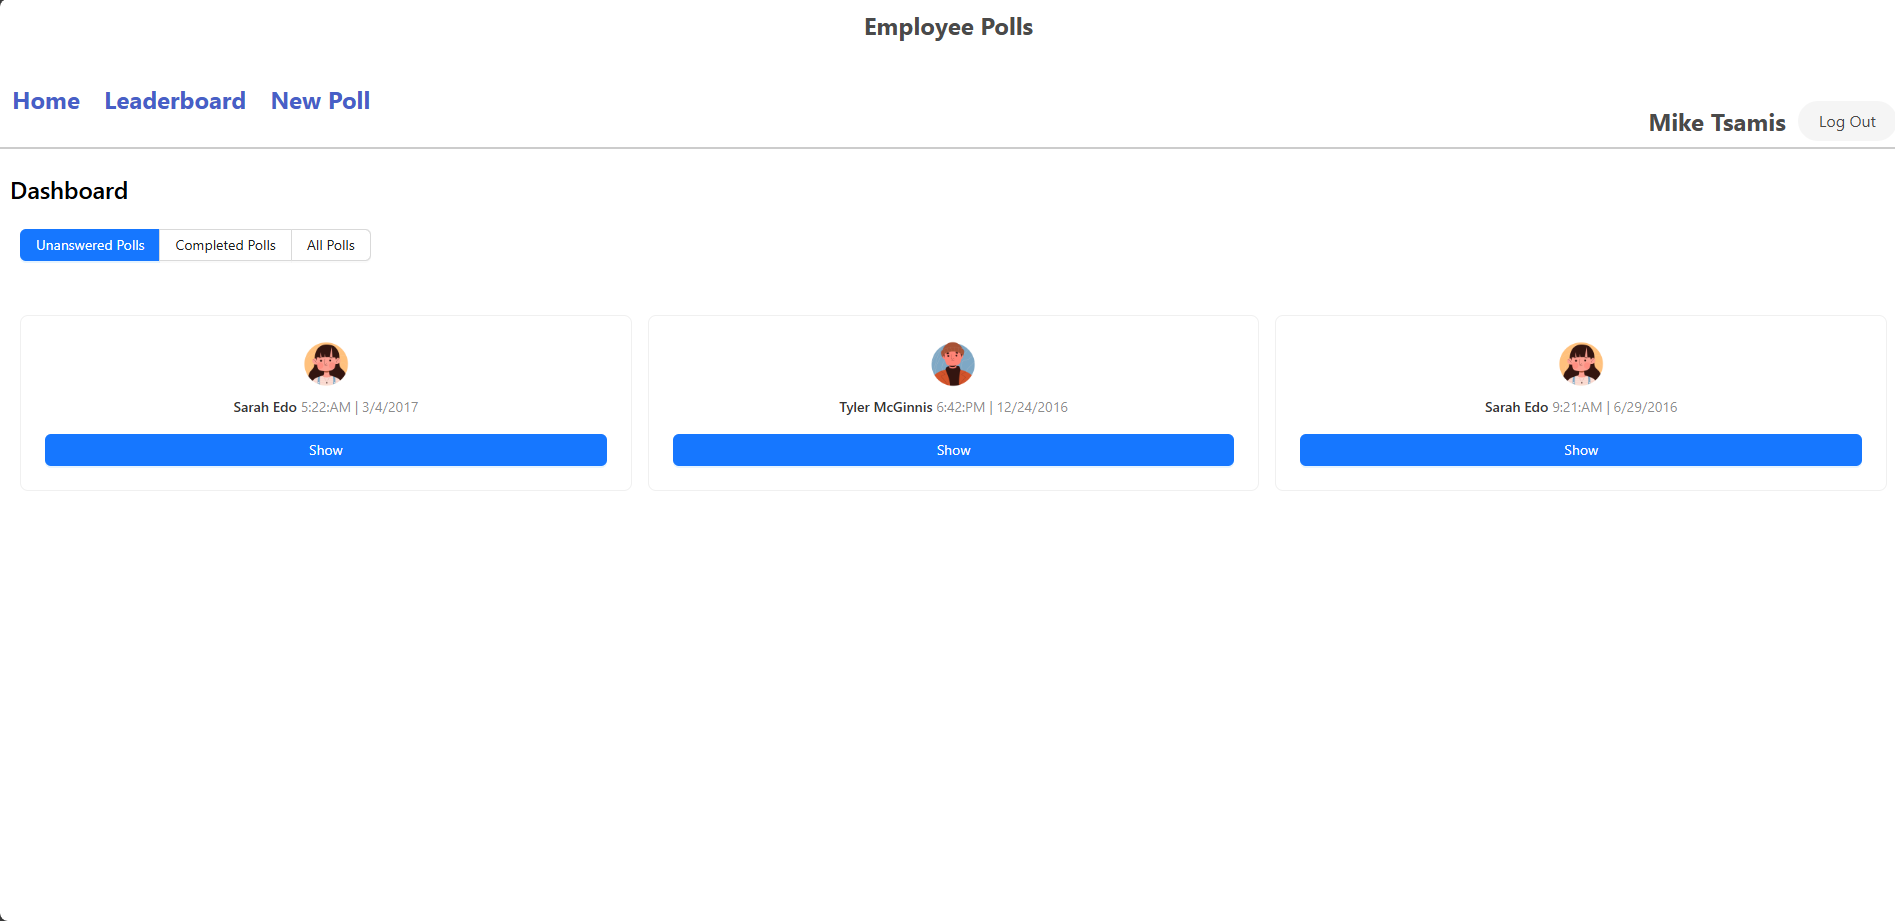 Employee Polls
Home Leaderboard New Poll
Mike Tsamis Log Out
Dashboard
Unanswered Polls Completed Polls All Polls
Sarah Edo 5:22:AM | 3/4/2017
Show
Tyler McGinnis 6:42:PM | 12/24/2016
Show
Sarah Edo 9:21:AM | 6/29/2016
Show